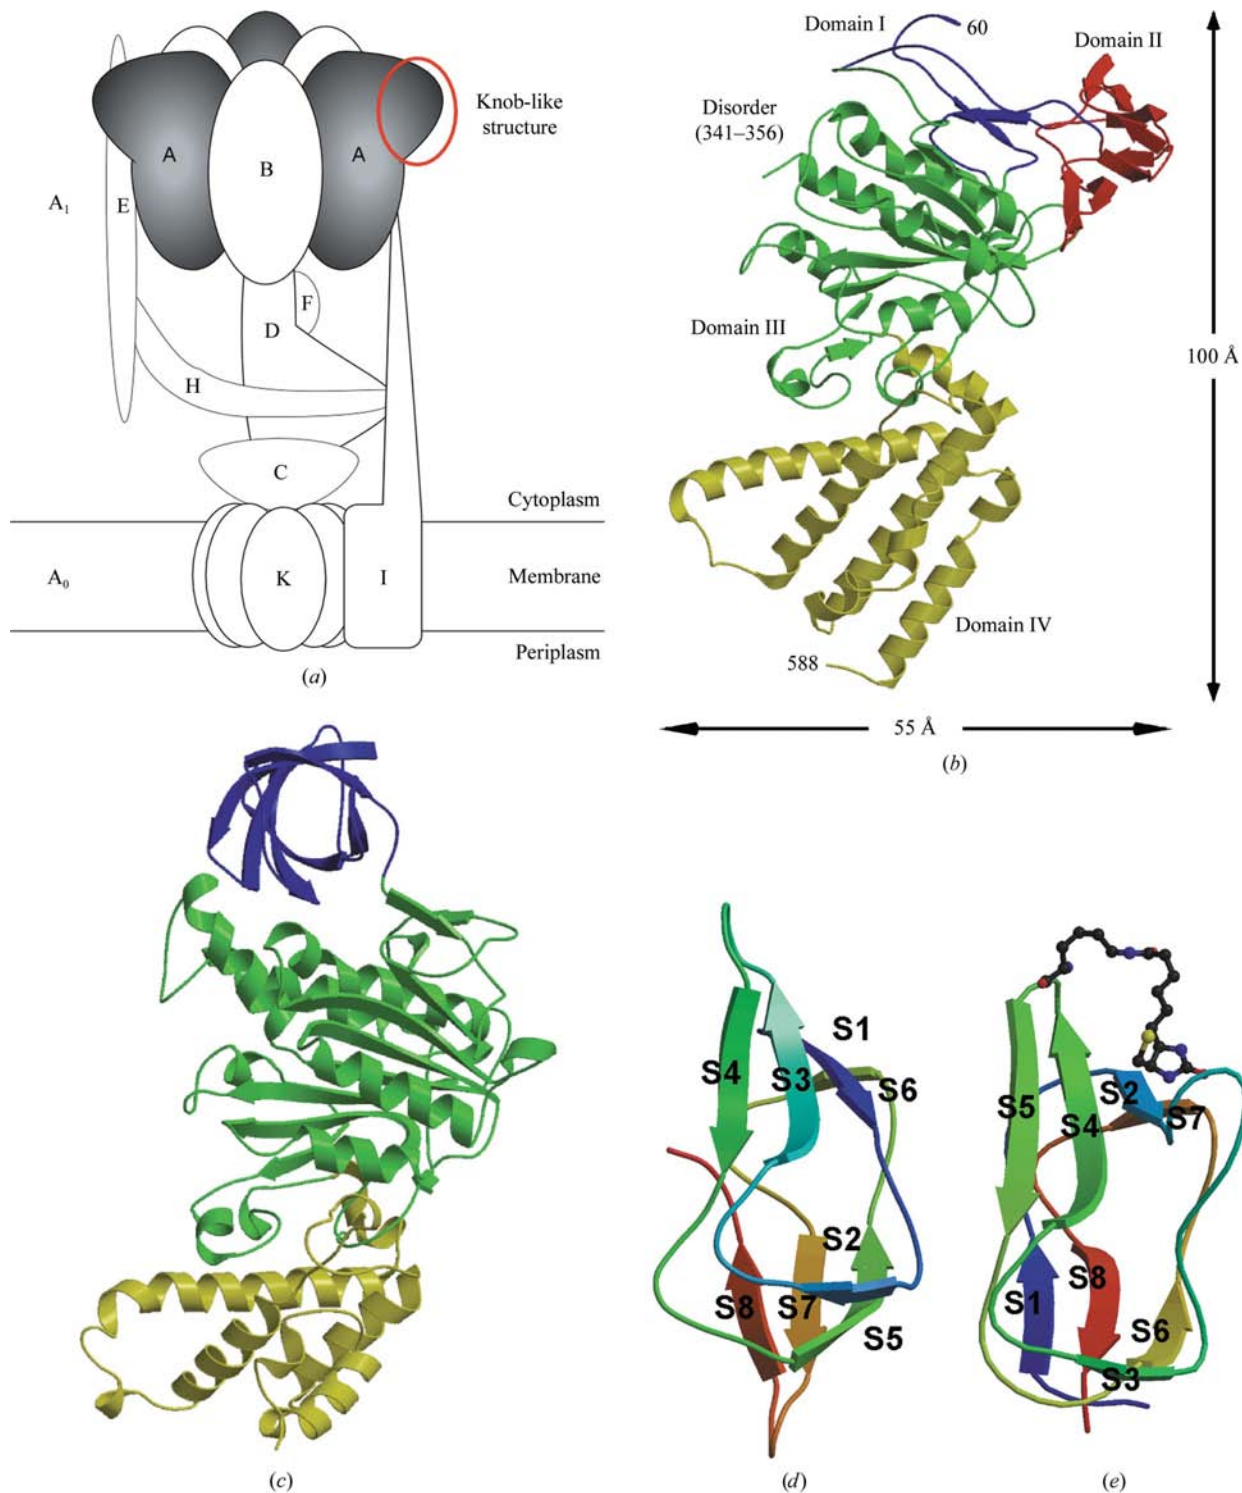 Knob-like
structure
A
A
B
A₁
E
F
D
H
C
Cytoplasm
A₀
K
I
Membrane
Periplasm
(a)
Domain I
60
Domain II
Disorder
(341–356)
Domain III
100 Å
Domain IV
588
55 Å
(b)
(c)
S1
S4
S3
S6
S2
S8
S7
S5
(d)
S2
S5
S4
S7
S1
S8
S6
S3
(e)